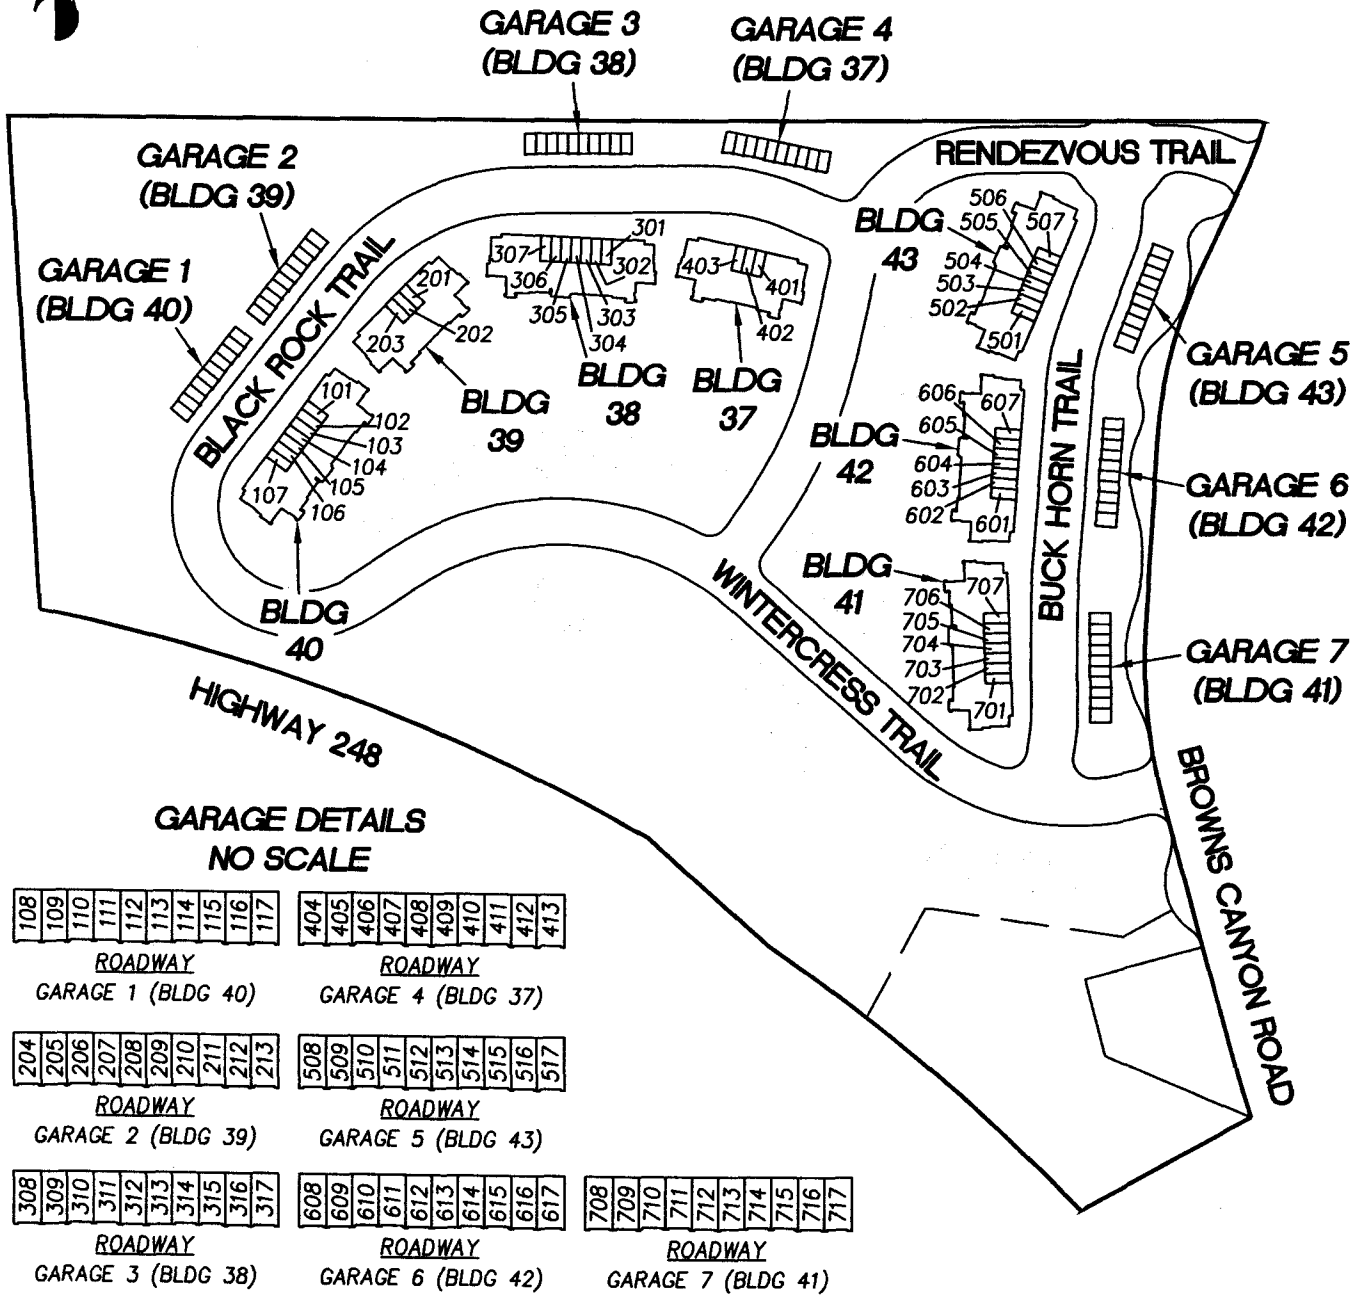 GARAGE 3
(BLDG 38)
GARAGE 4
(BLDG 37)
GARAGE 2
(BLDG 39)
RENDEZVOUS TRAIL
GARAGE 1
(BLDG 40)
BLACK ROCK TRAIL
201
202
203
BLDG
39
307
306
305
304
303
302
301
BLDG
38
403
401
402
BLDG
37
BLDG
43
506
505
504
503
502
507
501
GARAGE 5
(BLDG 43)
101
102
103
104
105
106
107
BLDG
40
BLDG
42
606
605
604
603
602
607
601
BUCK HORN TRAIL
GARAGE 6
(BLDG 42)
BLDG
41
706
705
704
703
702
707
701
GARAGE 7
(BLDG 41)
WINTERCRESS TRAIL
HIGHWAY 248
BROWNS CANYON ROAD
GARAGE DETAILS
NO SCALE
108 109 110 111 112 113 114 115 116 117
ROADWAY
GARAGE 1 (BLDG 40)
404 405 406 407 408 409 410 411 412 413
ROADWAY
GARAGE 4 (BLDG 37)
204 205 206 207 208 209 210 211 212 213
ROADWAY
GARAGE 2 (BLDG 39)
508 509 510 511 512 513 514 515 516 517
ROADWAY
GARAGE 5 (BLDG 43)
308 309 310 311 312 313 314 315 316 317
ROADWAY
GARAGE 3 (BLDG 38)
608 609 610 611 612 613 614 615 616 617
ROADWAY
GARAGE 6 (BLDG 42)
708 709 710 711 712 713 714 715 716 717
ROADWAY
GARAGE 7 (BLDG 41)